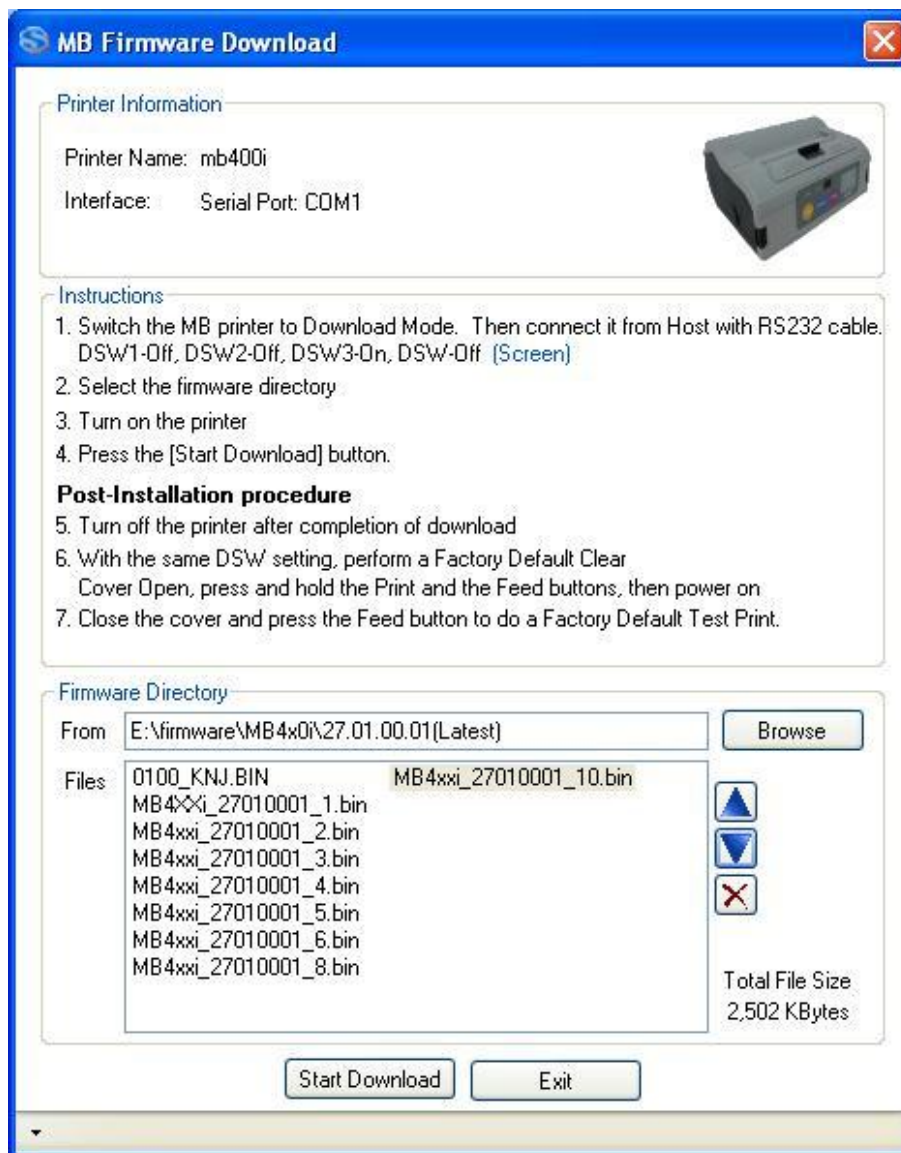 MB Firmware Download
Printer Information
Printer Name: mb400i
Interface: Serial Port: COM1
Instructions
1. Switch the MB printer to Download Mode. Then connect it from Host with RS232 cable.
DSW1-Off, DSW2-Off, DSW3-On, DSW-Off (Screen)
2. Select the firmware directory
3. Turn on the printer
4. Press the [Start Download] button.
Post-Installation procedure
5. Turn off the printer after completion of download
6. With the same DSW setting, perform a Factory Default Clear
Cover Open, press and hold the Print and the Feed buttons, then power on
7. Close the cover and press the Feed button to do a Factory Default Test Print.
Firmware Directory
From E:\firmware\MB4x0i\27.01.00.01(Latest) Browse
Files 0100_KNJ.BIN MB4xxi_27010001_10.bin
MB4XXi_27010001_1.bin
MB4xxi_27010001_2.bin
MB4xxi_27010001_3.bin
MB4xxi_27010001_4.bin
MB4xxi_27010001_5.bin
MB4xxi_27010001_6.bin
MB4xxi_27010001_8.bin
Total File Size
2,502 KBytes
Start Download Exit